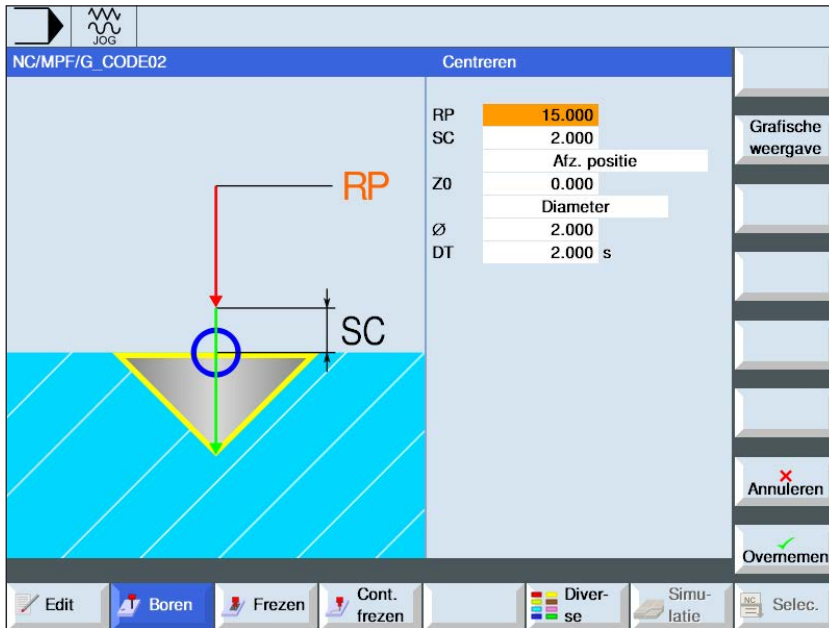 JOG
NC/MPF/G_CODE02
Centreren
RP
SC
RP 15.000
SC 2.000
Afz. positie
Z0 0.000
Diameter
Ø 2.000
DT 2.000 s
Grafische
weergave
Annuleren
Overnemen
Edit
Boren
Frezen
Cont.
frezen
Diver-
se
Simu-
latie
NC
Selec.